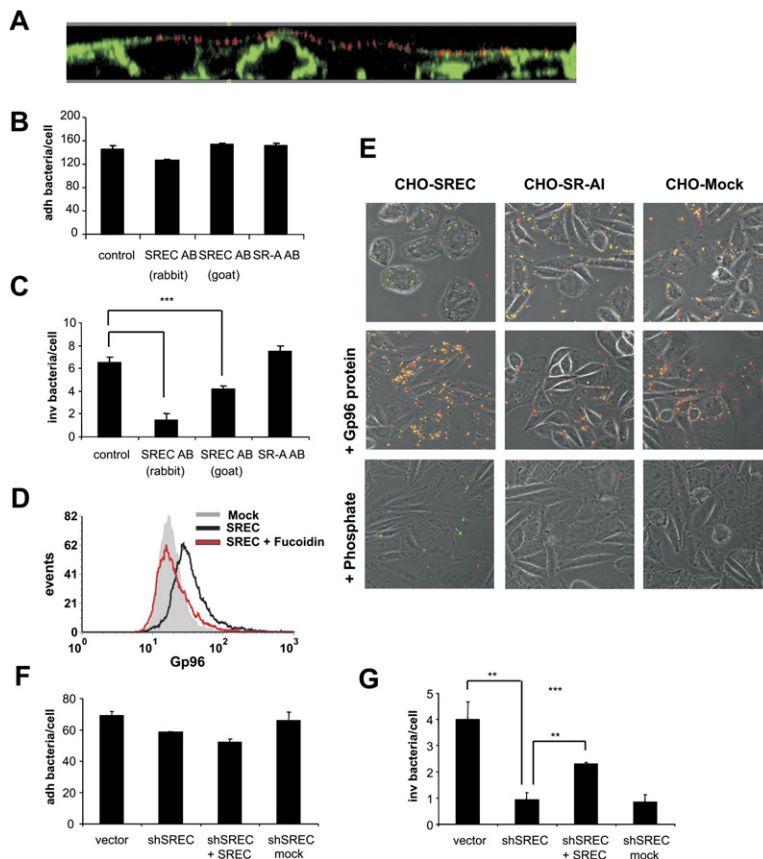 A
B
adh bacteria/cell
200
160
120
80
40
0
control
SREC AB
(rabbit)
SREC AB
(goat)
SR-A AB
C
***
inv bacteria/cell
8
6
4
2
0
control
SREC AB
(rabbit)
SREC AB
(goat)
SR-A AB
D
Mock
SREC
SREC + Fucoidin
events
82
62
41
21
0
10⁰
10¹
10²
10³
Gp96
E
CHO-SREC
CHO-SR-AI
CHO-Mock
+ Gp96 protein
+ Phosphate
F
adh bacteria/cell
80
60
40
20
0
vector
shSREC
shSREC
+ SREC
shSREC
mock
G
**
***
**
inv bacteria/cell
5
4
3
2
1
0
vector
shSREC
shSREC
+ SREC
shSREC
mock